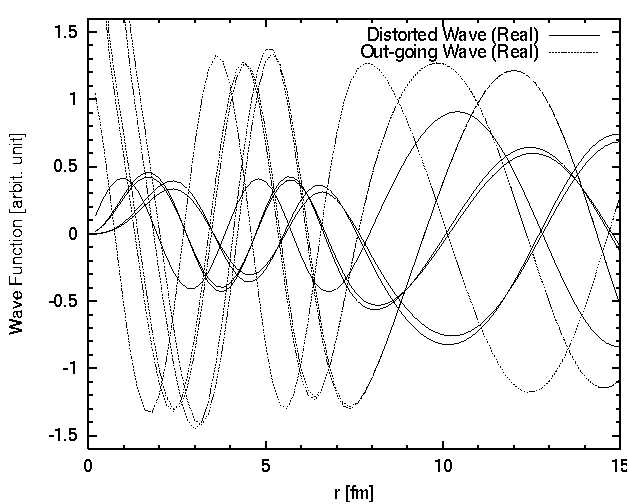 Distorted Wave (Real)
Out-going Wave (Real)
1.5
1
0.5
0
-0.5
-1
-1.5
Wave Function [arbit. unit]
0
5
10
15
r [fm]